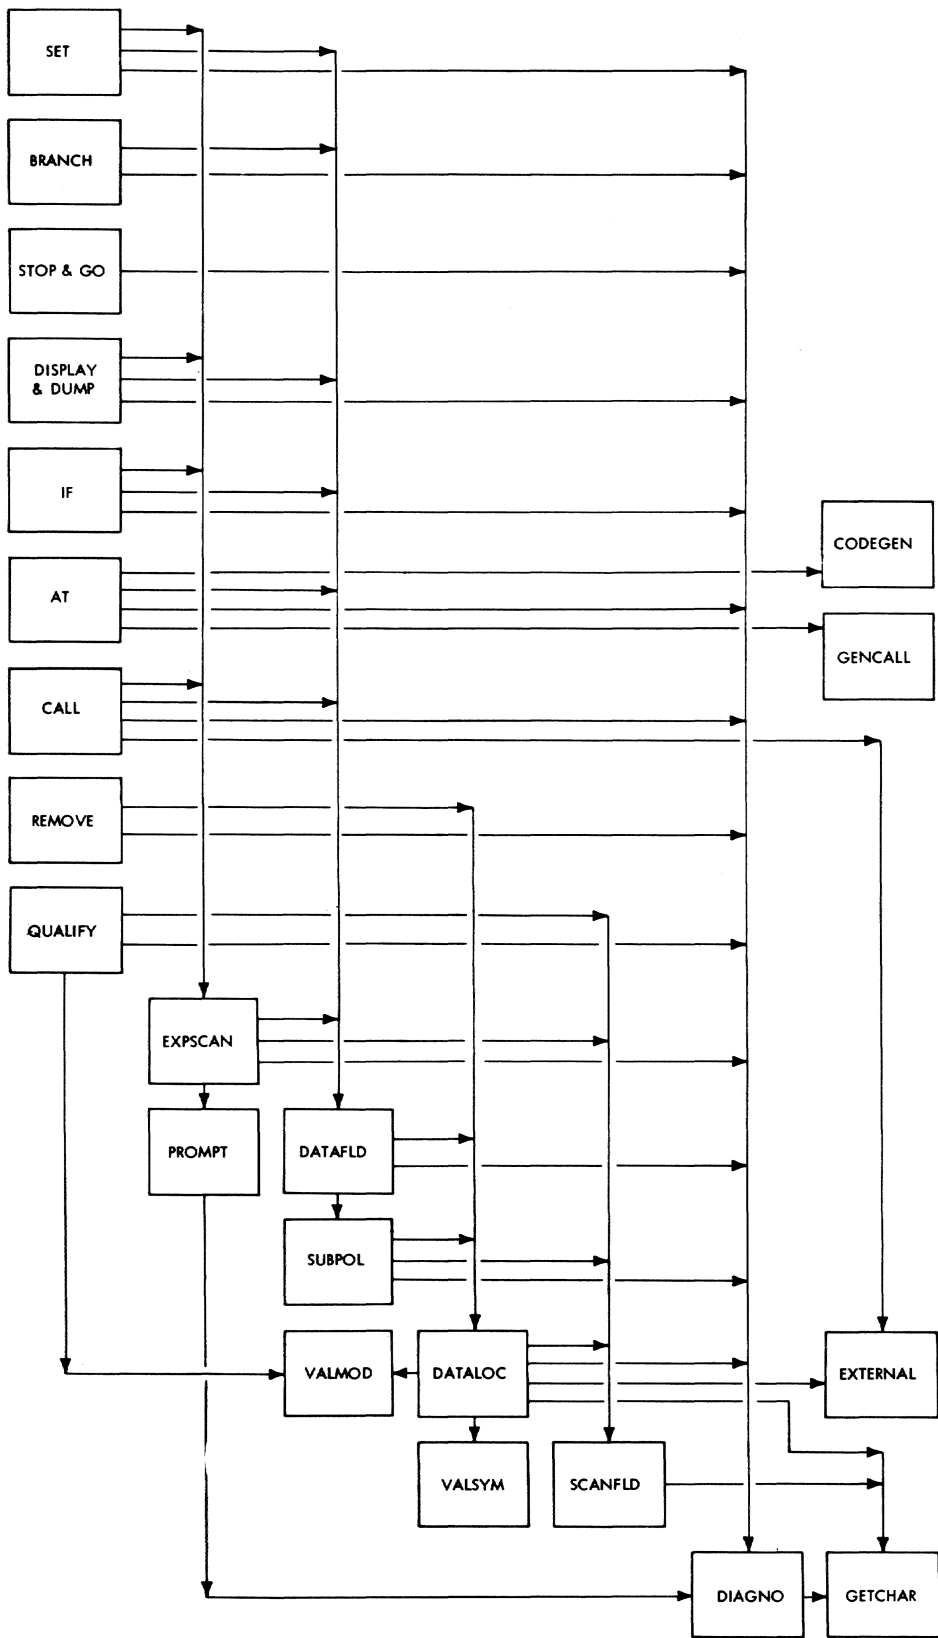 SET
BRANCH
STOP & GO
DISPLAY
& DUMP
IF
CODEGEN
AT
GENCALL
CALL
REMOVE
QUALIFY
EXPSCAN
PROMPT
DATAFLD
SUBPOL
VALMOD
DATALOC
EXTERNAL
VALSYM
SCANFLD
DIAGNO
GETCHAR